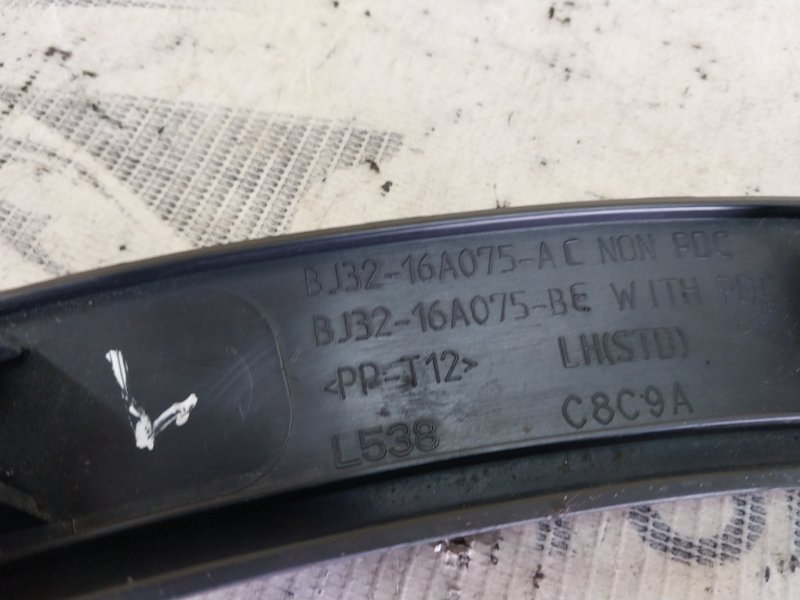 BJ32-16A075-AC NON PDC
BJ32-16A075-BE WITH PDC
<PP-T12> LH(STD)
L538 C8C9A
L